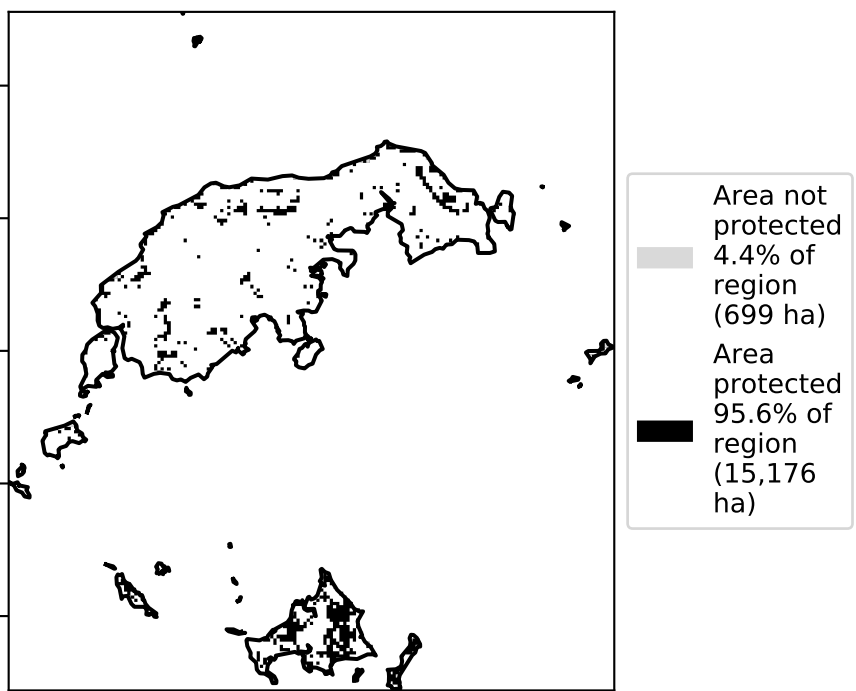 Area not
protected
4.4% of
region
(699 ha)
Area
protected
95.6% of
region
(15,176
ha)